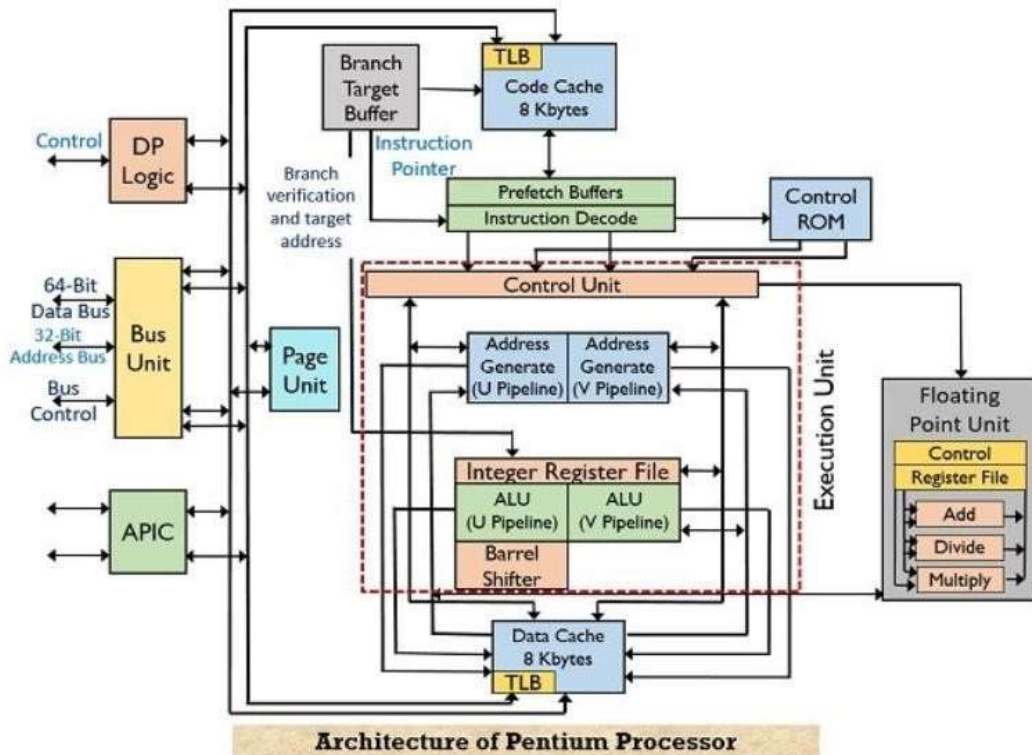 TLB
Code Cache
8 Kbytes
Branch
Target
Buffer
Control
DP
Logic
Instruction
Pointer
Branch
verification
and target
address
Prefetch Buffers
Instruction Decode
Control
ROM
Control Unit
64-Bit
Data Bus
32-Bit
Address Bus
Bus
Control
Bus
Unit
Page
Unit
Address
Generate
(U Pipeline)
Address
Generate
(V Pipeline)
Execution Unit
Floating
Point Unit
Control
Register File
Add
Divide
Multiply
Integer Register File
ALU
(U Pipeline)
ALU
(V Pipeline)
Barrel
Shifter
APIC
Data Cache
8 Kbytes
TLB
Architecture of Pentium Processor